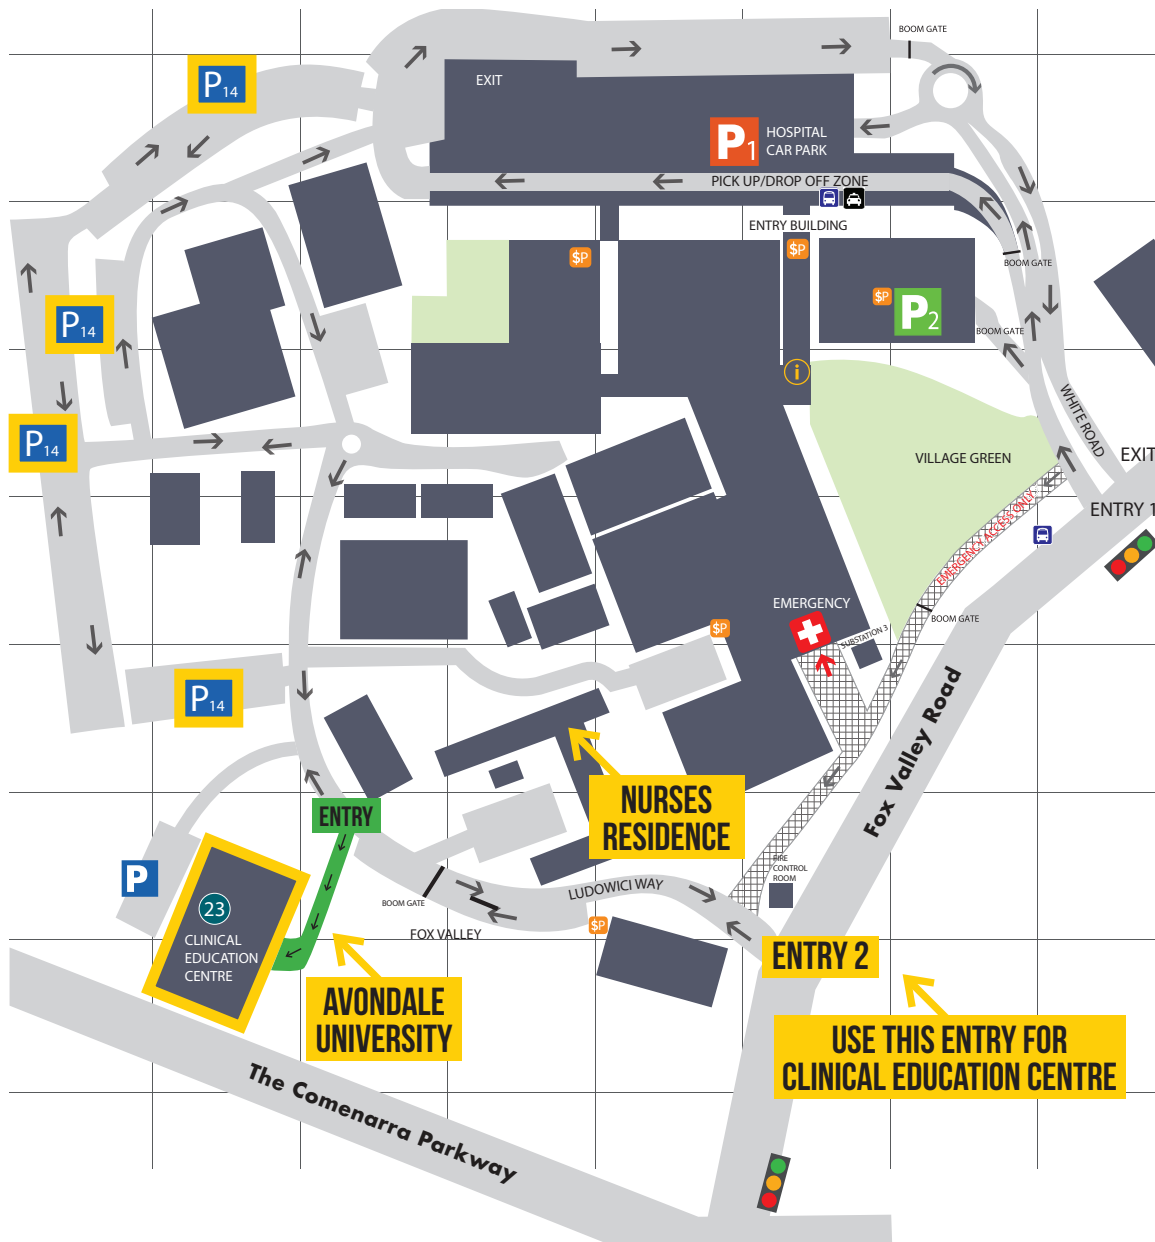 BOOM GATE
EXIT
P14
P1
HOSPITAL
CAR PARK
PICK UP/DROP OFF ZONE
ENTRY BUILDING
$P
$P
BOOM GATE
$P
P2
P14
BOOM GATE
i
WHITE ROAD
P14
VILLAGE GREEN
EXIT
EMERGENCY ACCESS ONLY
ENTRY 1
EMERGENCY
BOOM GATE
$P
SUBSTATION 3
P14
Fox Valley Road
NURSES
RESIDENCE
ENTRY
P
FIRE
CONTROL
ROOM
LUDOWICI WAY
BOOM GATE
23
$P
FOX VALLEY
CLINICAL
EDUCATION
CENTRE
ENTRY 2
AVONDALE
UNIVERSITY
USE THIS ENTRY FOR
CLINICAL EDUCATION CENTRE
The Comenarra Parkway